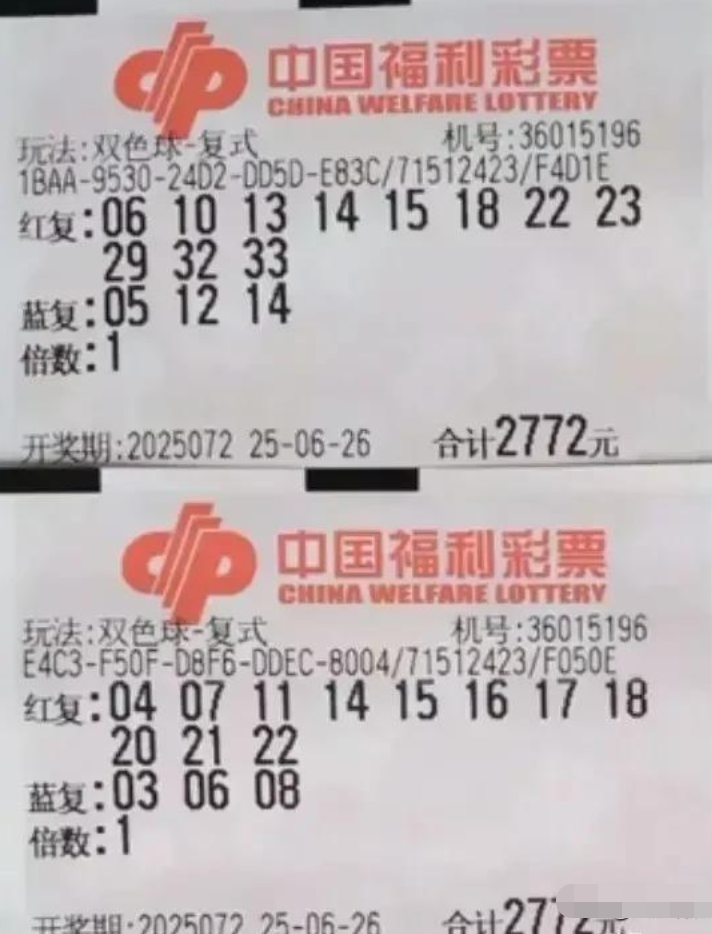 中国福利彩票
CHINA WELFARE LOTTERY
玩法:双色球-复式 机号:36015196
1BAA-9530-24D2-DD5D-E83C/71512423/F4D1E
红复:06 10 13 14 15 18 22 23
29 32 33
蓝复:05 12 14
倍数:1
开奖期:2025072 25-06-26 合计2772元
中国福利彩票
CHINA WELFARE LOTTERY
玩法:双色球-复式 机号:36015196
E4C3-F50F-D8F6-DDEC-8004/71512423/F050E
红复:04 07 11 14 15 16 17 18
20 21 22
蓝复:03 06 08
倍数:1
开奖期:2025072 25-06-26 合计2772元